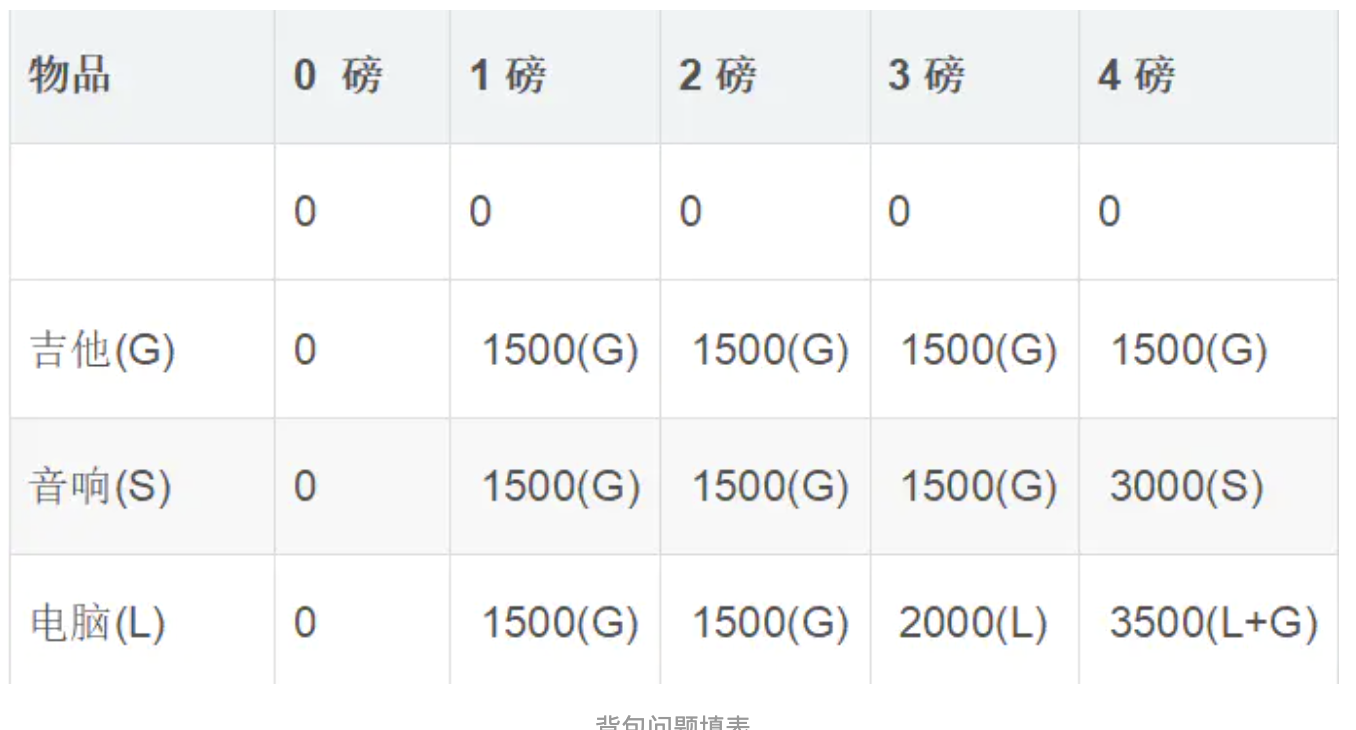 物品 0 磅 1 磅 2 磅 3 磅 4 磅
0 0 0 0 0
吉他(G) 0 1500(G) 1500(G) 1500(G) 1500(G)
音响(S) 0 1500(G) 1500(G) 1500(G) 3000(S)
电脑(L) 0 1500(G) 1500(G) 2000(L) 3500(L+G)
背包问题填表